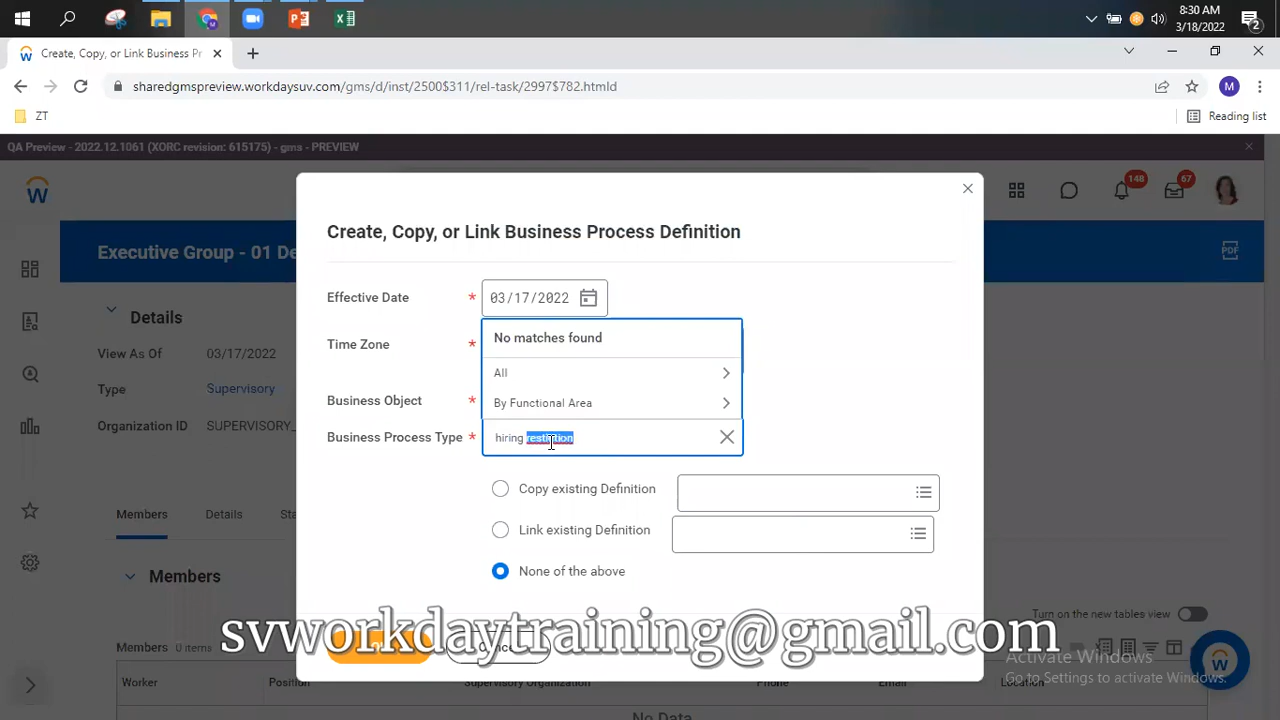 8:30 AM
3/18/2022
2
Create, Copy, or Link Business Pr
sharedgmspreview.workdaysuv.com/gms/d/inst/2500$311/rel-task/2997$782.htmld
M
ZT
Reading list
QA Preview - 2022.12.1061 (XORC revision: 615175) - gms - PREVIEW
148
67
Executive Group - 01 De
PDF
Create, Copy, or Link Business Process Definition
Effective Date * 03/17/2022
Details
View As Of 03/17/2022
Time Zone *
No matches found
Type Supervisory
All
Organization ID SUPERVISORY_
Business Object *
By Functional Area
Business Process Type * hiring restirtion
Copy existing Definition
Members Details Sta
Link existing Definition
None of the above
Members
Turn on the new tables view
svworkdaytraining@gmail.com
Members 0 items
Activate Windows
Go to Settings to activate Windows.
Worker Position Supervisory Organization Phone Email Location
No Data